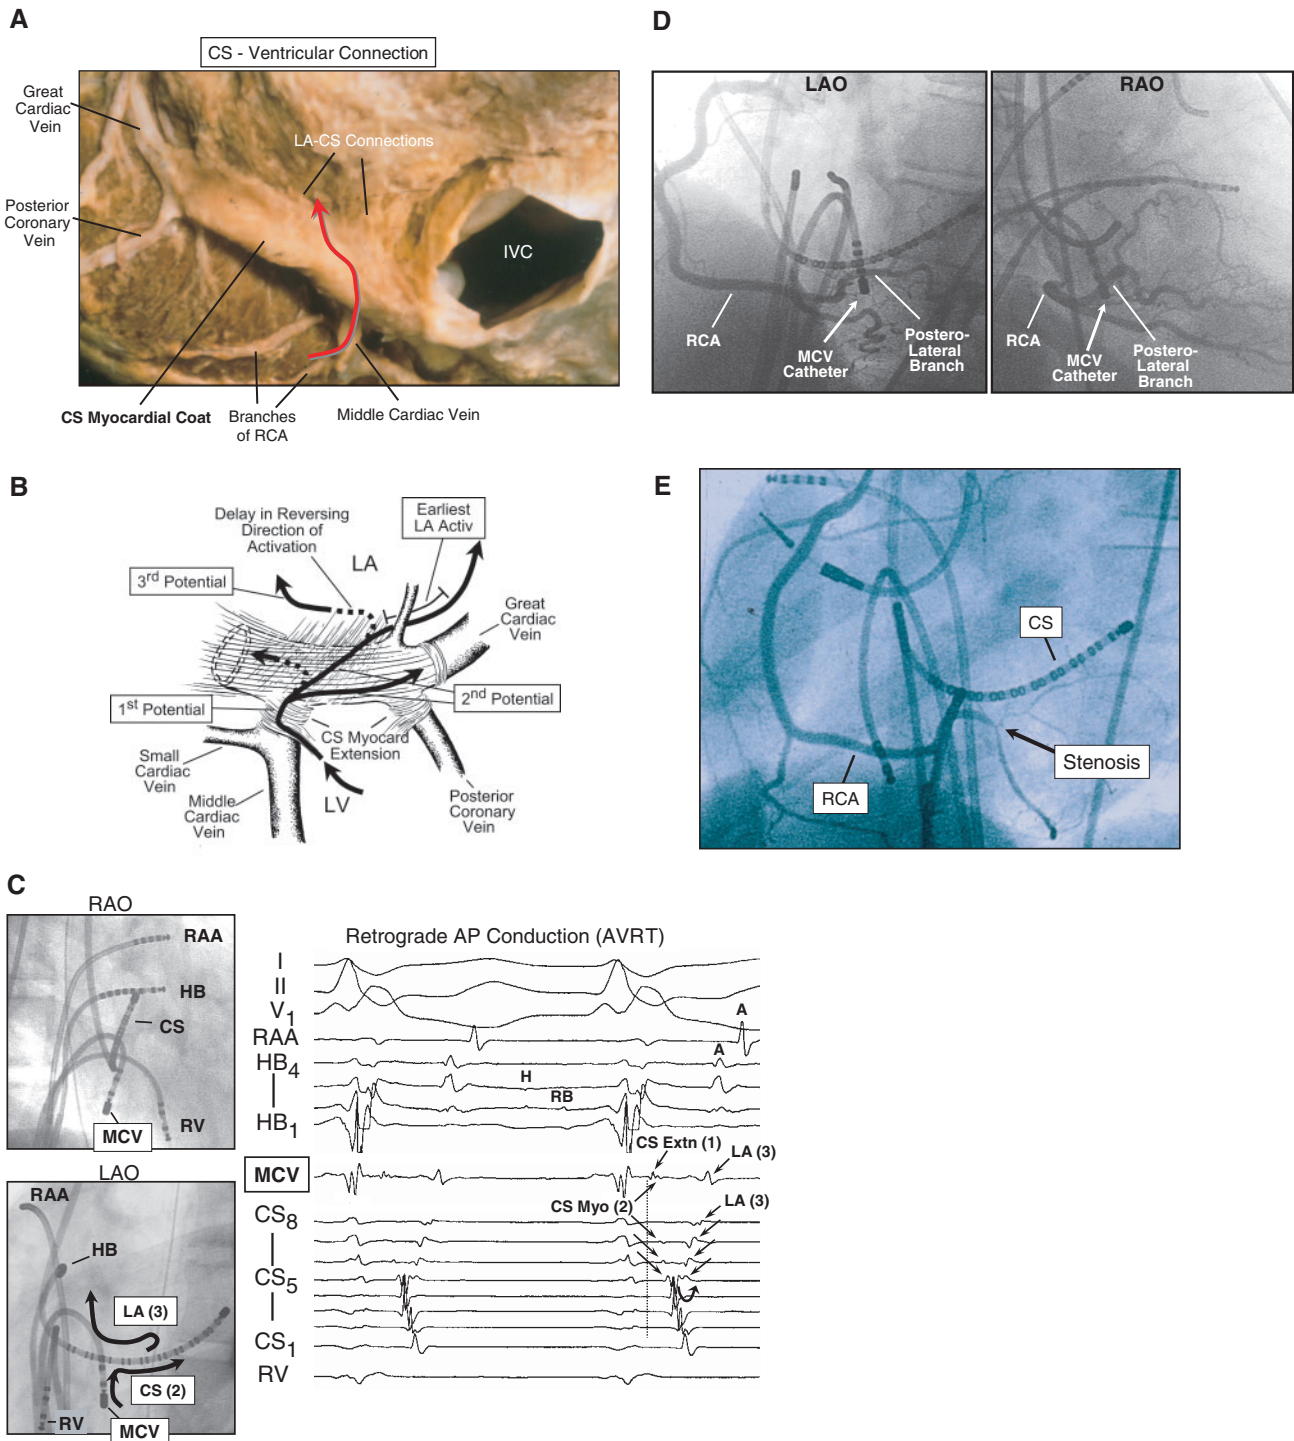 A
CS - Ventricular Connection
Great
Cardiac
Vein
LA-CS Connections
Posterior
Coronary
Vein
IVC
CS Myocardial Coat
Branches
of RCA
Middle Cardiac Vein
B
Delay in Reversing
Direction of
Activation
Earliest
LA Activ
LA
3rd Potential
Great
Cardiac
Vein
1st Potential
2nd Potential
CS Myocard
Extension
Small
Cardiac
Vein
Middle
Cardiac
Vein
LV
Posterior
Coronary
Vein
C
RAO
RAA
HB
CS
RV
MCV
LAO
RAA
HB
LA (3)
CS (2)
RV
MCV
Retrograde AP Conduction (AVRT)
I
II
V1
RAA
A
HB4
A
H
RB
HB1
CS Extn (1)
LA (3)
MCV
CS Myo (2)
LA (3)
CS8
CS5
CS1
RV
D
LAO
RCA
MCV
Catheter
Postero-
Lateral
Branch
RAO
RCA
MCV
Catheter
Postero-
Lateral
Branch
E
CS
Stenosis
RCA